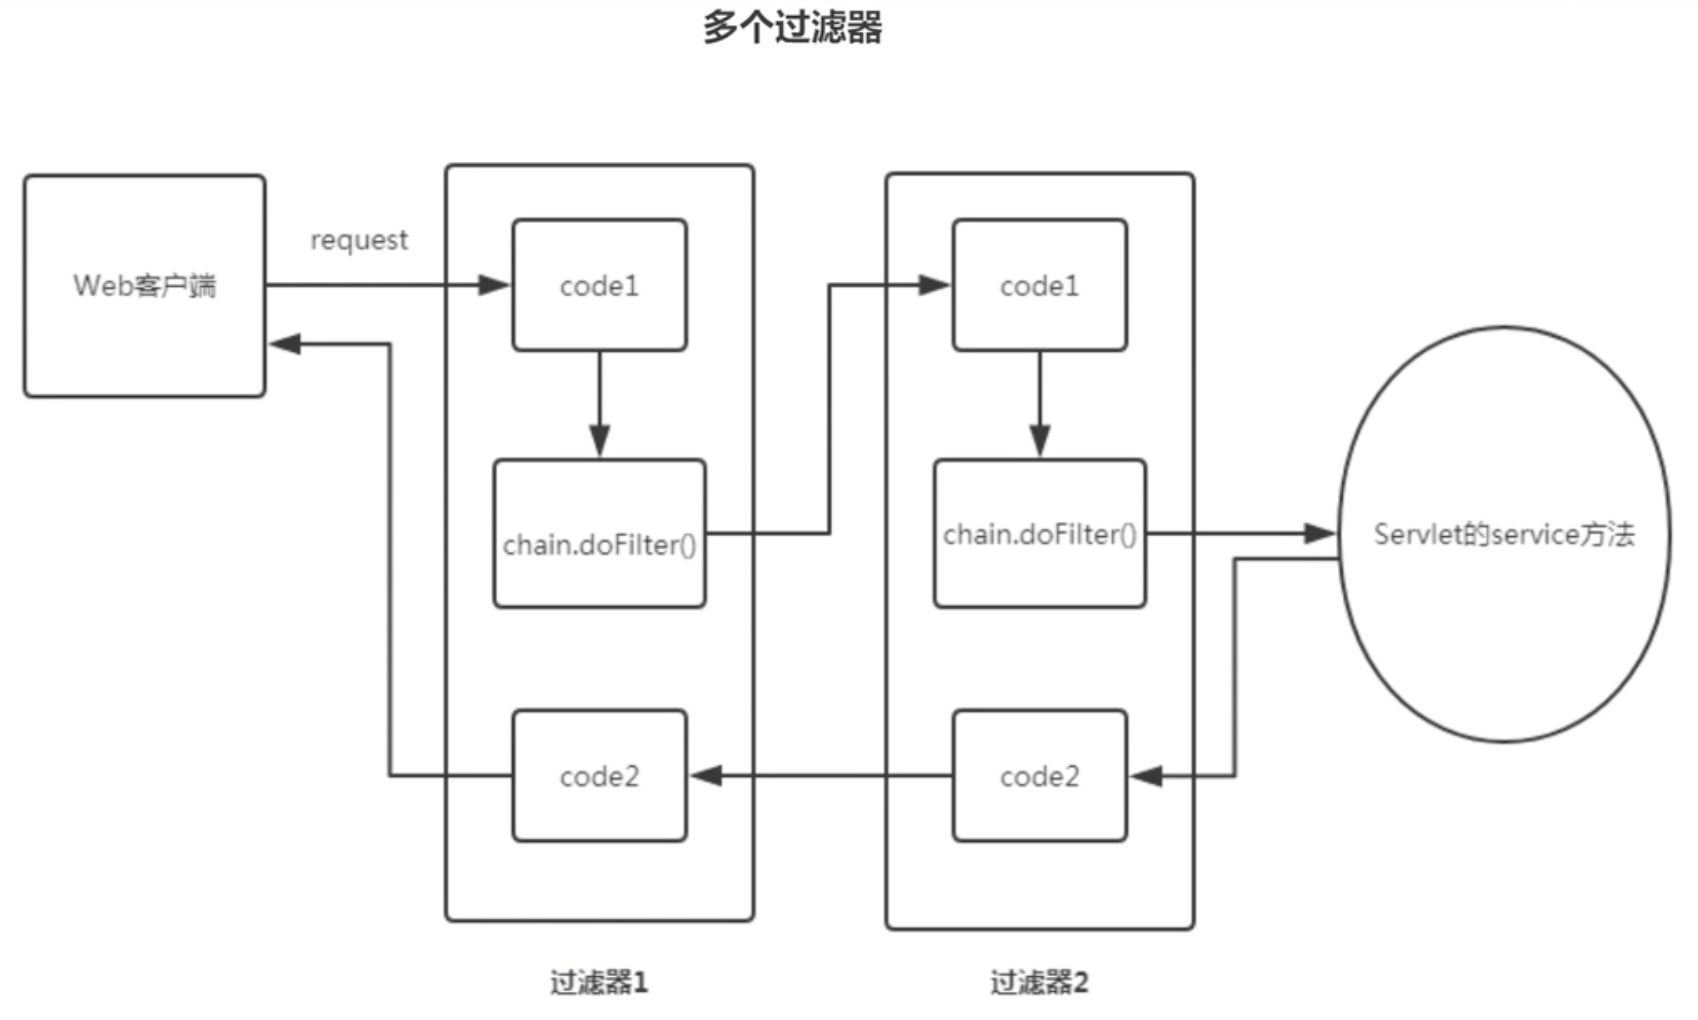 多个过滤器
Web客户端
request
code1
chain.doFilter()
code2
过滤器1
code1
chain.doFilter()
code2
过滤器2
Servlet的service方法